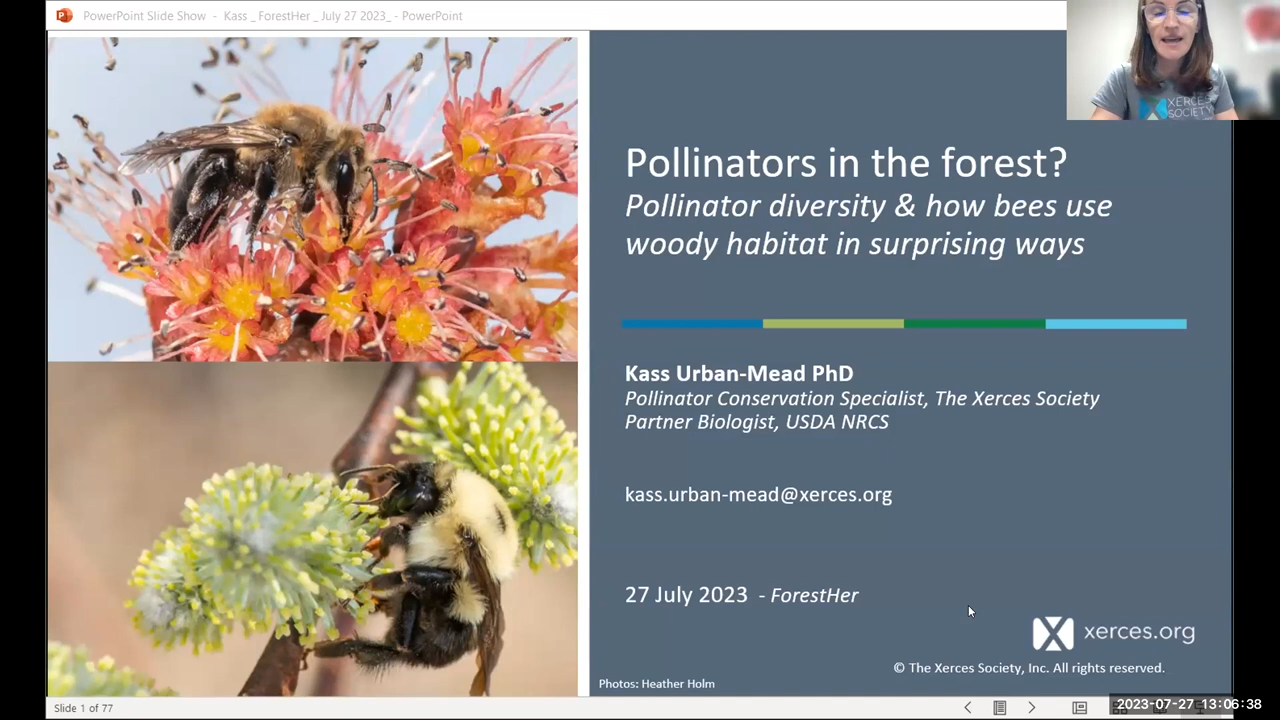 PowerPoint Slide Show - Kass _ ForestHer _ July 27 2023_ - PowerPoint
XERCES
SOCIETY
Pollinators in the forest?
Pollinator diversity & how bees use
woody habitat in surprising ways
Kass Urban-Mead PhD
Pollinator Conservation Specialist, The Xerces Society
Partner Biologist, USDA NRCS
kass.urban-mead@xerces.org
27 July 2023 - ForestHer
xerces.org
© The Xerces Society, Inc. All rights reserved.
Photos: Heather Holm
Slide 1 of 77
2023-07-27 13:06:38